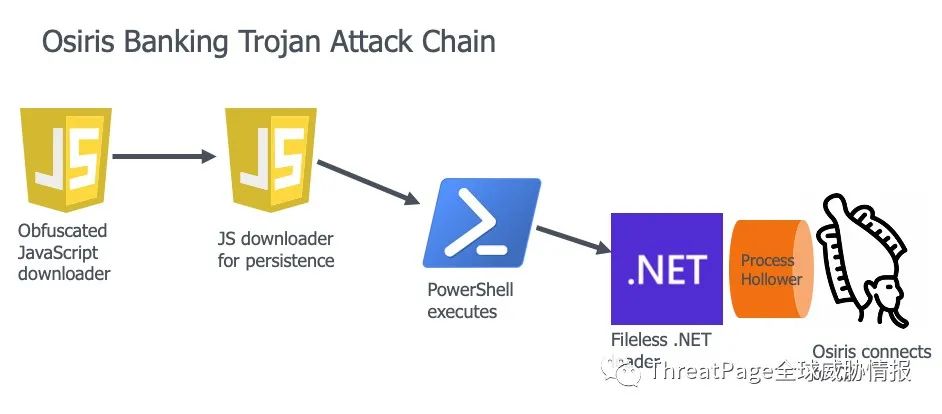 Osiris Banking Trojan Attack Chain
JS
JS
Obfuscated
JavaScript
downloader
JS downloader
for persistence
PowerShell
executes
.NET
Process
Hollower
Fileless .NET
Osiris connects
ThreatPage全球威胁情报